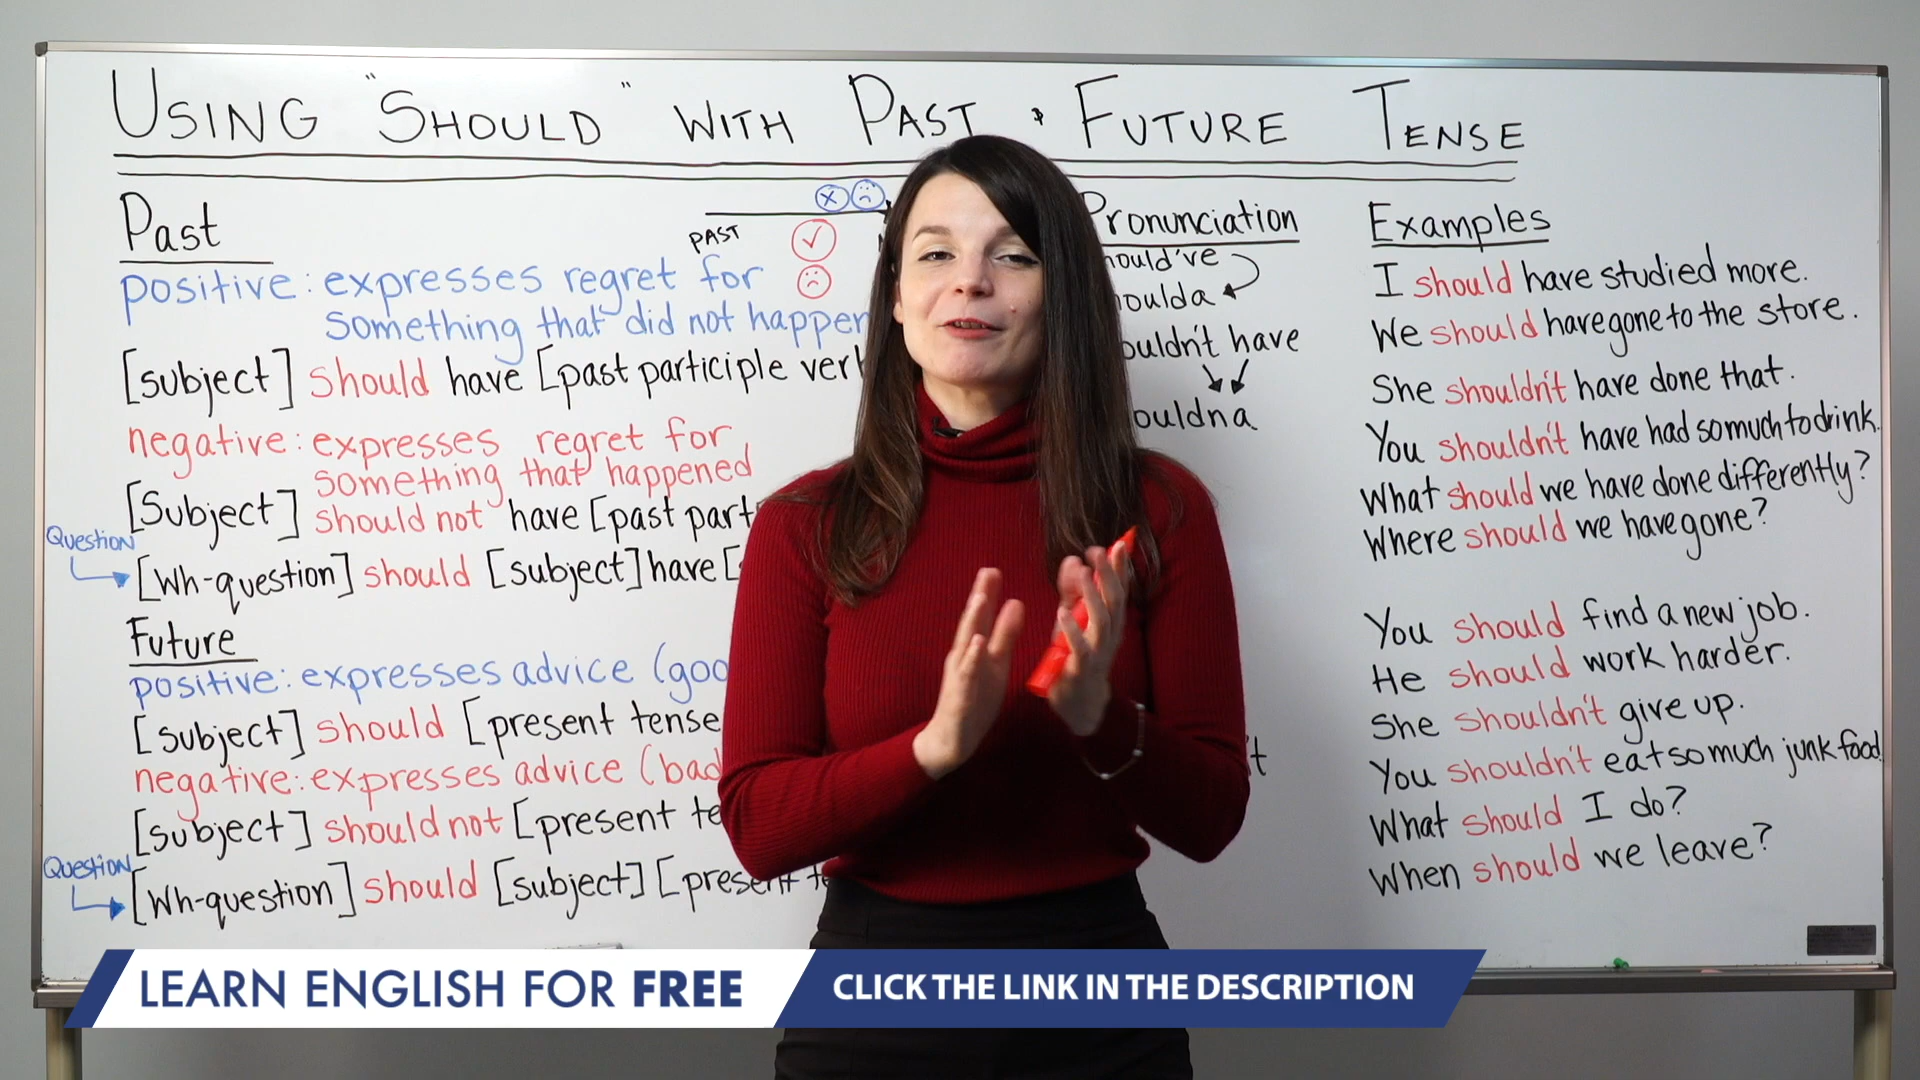 USING "SHOULD" WITH PAST & FUTURE TENSE
Past
PAST
positive: expresses regret for
something that did not happen
[subject] should have [past participle verb
negative: expresses regret for
something that happened
[Subject] should not have [past part
Question
[Wh-question] should [subject] have [
Future
positive: expresses advice (goo
[subject] should [present tense
negative: expresses advice (bad
[subject] should not [present te
Question
[Wh-question] should [subject] [present te
Pronunciation
hould've
houlda
ouldn't have
ouldna
't
Examples
I should have studied more.
We should have gone to the store.
She shouldn't have done that.
You shouldn't have had so much to drink.
What should we have done differently?
Where should we have gone?
You should find a new job.
He should work harder.
She shouldn't give up.
You shouldn't eat so much junk food.
What should I do?
When should we leave?
LEARN ENGLISH FOR FREE
CLICK THE LINK IN THE DESCRIPTION